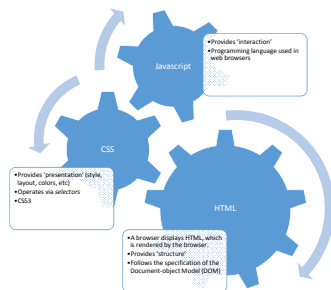 Javascript
•Provides 'interaction'
•Programming language used in
web browsers
CSS
•Provides 'presentation' (style,
layout, colors, etc)
•Operates via selectors
•CSS3
HTML
•A browser displays HTML, which
is rendered by the browser.
•Provides 'structure'
•Follows the specification of the
Document-object Model (DOM)